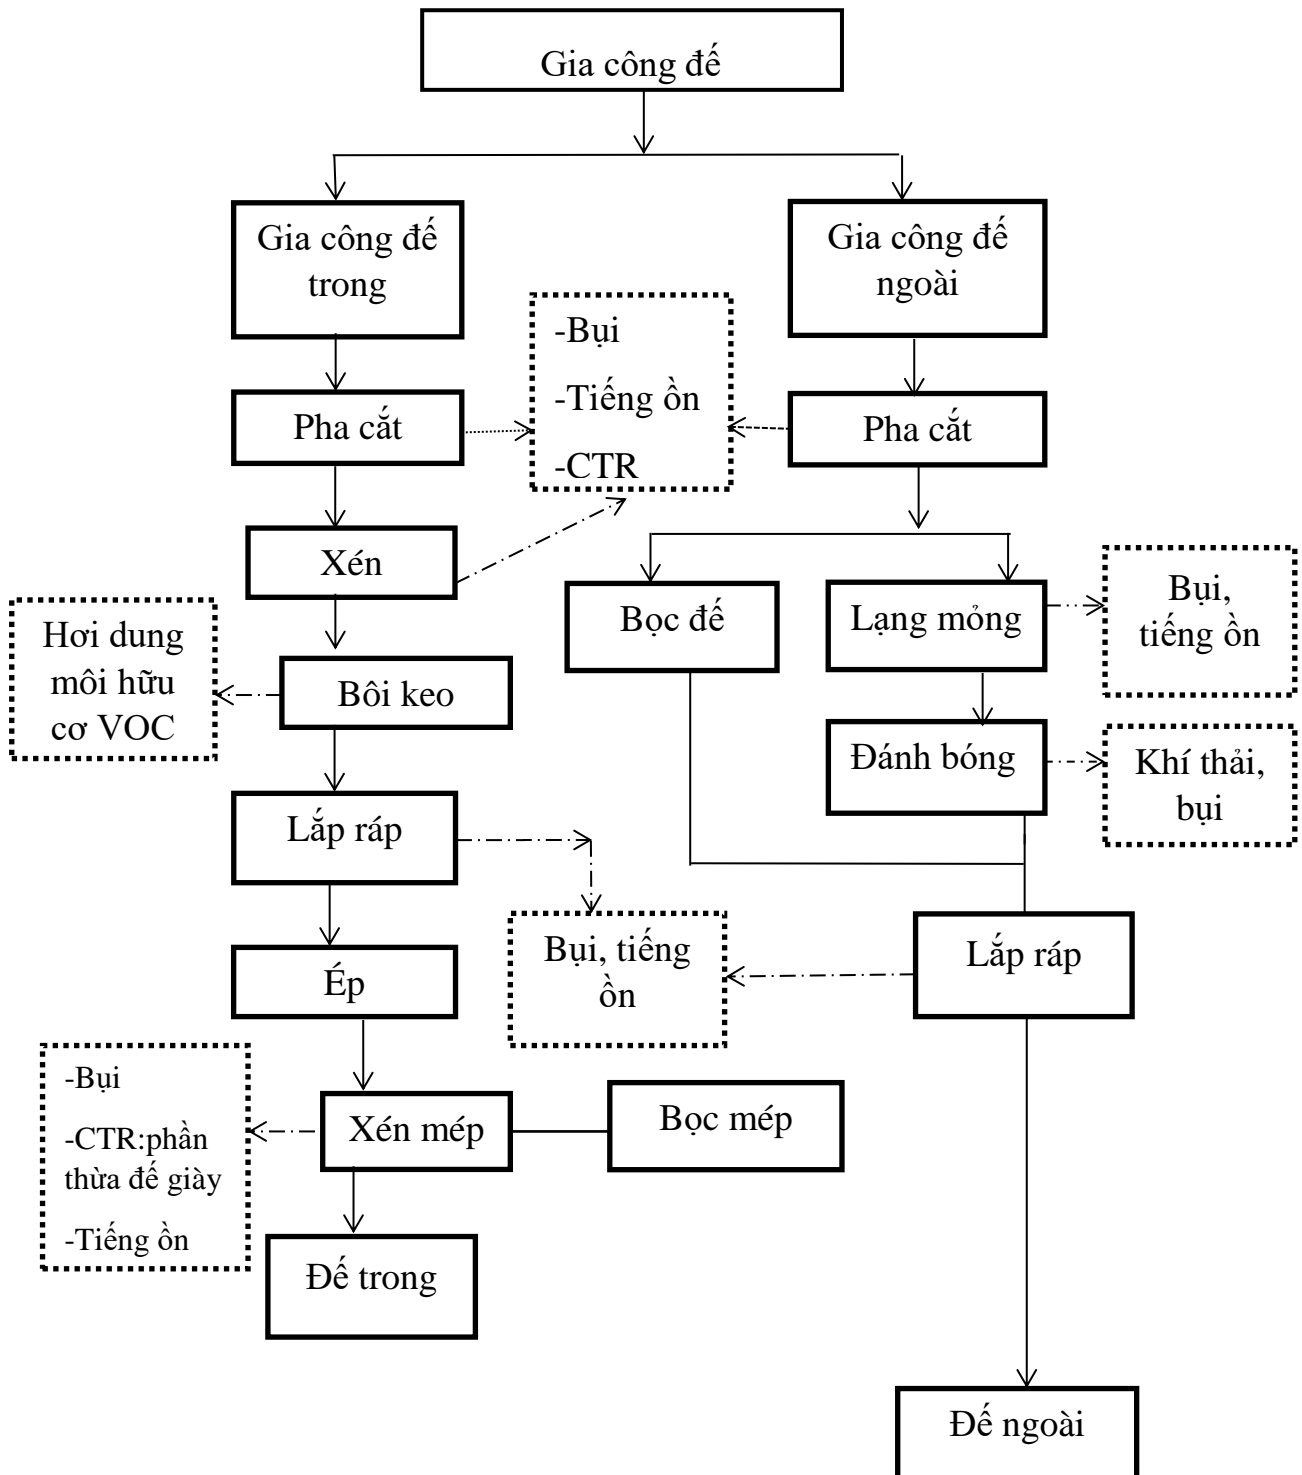 Gia công đế
Gia công đế
trong
Gia công đế
ngoài
-Bụi
-Tiếng ồn
-CTR
Pha cắt
Pha cắt
Xén
Bọc đế
Lạng mỏng
Bụi,
tiếng ồn
Hơi dung
môi hữu
cơ VOC
Bôi keo
Đánh bóng
Khí thải,
bụi
Lắp ráp
Bụi, tiếng
ồn
Lắp ráp
Ép
-Bụi
-CTR:phần
thừa đế giày
-Tiếng ồn
Xén mép
Bọc mép
Đế trong
Đế ngoài